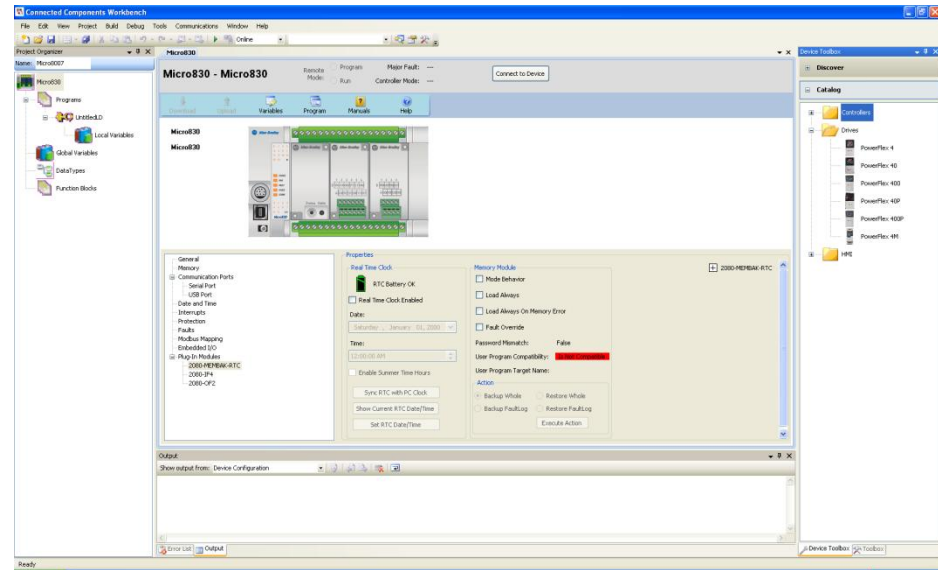 Connected Components Workbench
File Edit View Project Build Debug Tools Communications Window Help
Online
Project Organizer
Name: Micro8007
Micro830
Programs
UntitledLD
Local Variables
Global Variables
DataTypes
Function Blocks
Micro830
Micro830 - Micro830
Remote Mode:
Program
Run
Major Fault: ---
Controller Mode: ---
Connect to Device
Download Upload Variables Program Manuals Help
Micro830
Micro830
General
Memory
Communication Ports
Serial Port
USB Port
Date and Time
Interrupts
Protection
Faults
Modbus Mapping
Embedded I/O
Plug-In Modules
2080-MEMBAK-RTC
2080-IF4
2080-OF2
Properties
Real Time Clock
RTC Battery OK
Real Time Clock Enabled
Date:
Saturday , January 01, 2000
Time:
12:00:00 AM
Enable Summer Time Hours
Sync RTC with PC Clock
Show Current RTC Date/Time
Set RTC Date/Time
Memory Module
Mode Behavior
Load Always
Load Always On Memory Error
Fault Override
Password Mismatch: False
User Program Compatibility: Is Not Compatible
User Program Target Name:
Action
Backup Whole Restore Whole
Backup FaultLog Restore FaultLog
Execute Action
2080-MEMBAK-RTC
Output
Show output from: Device Configuration
Error List Output
Device Toolbox
Discover
Catalog
Controllers
Drives
PowerFlex 4
PowerFlex 40
PowerFlex 400
PowerFlex 40P
PowerFlex 400P
PowerFlex 4M
HMI
Device Toolbox Toolbox
Ready